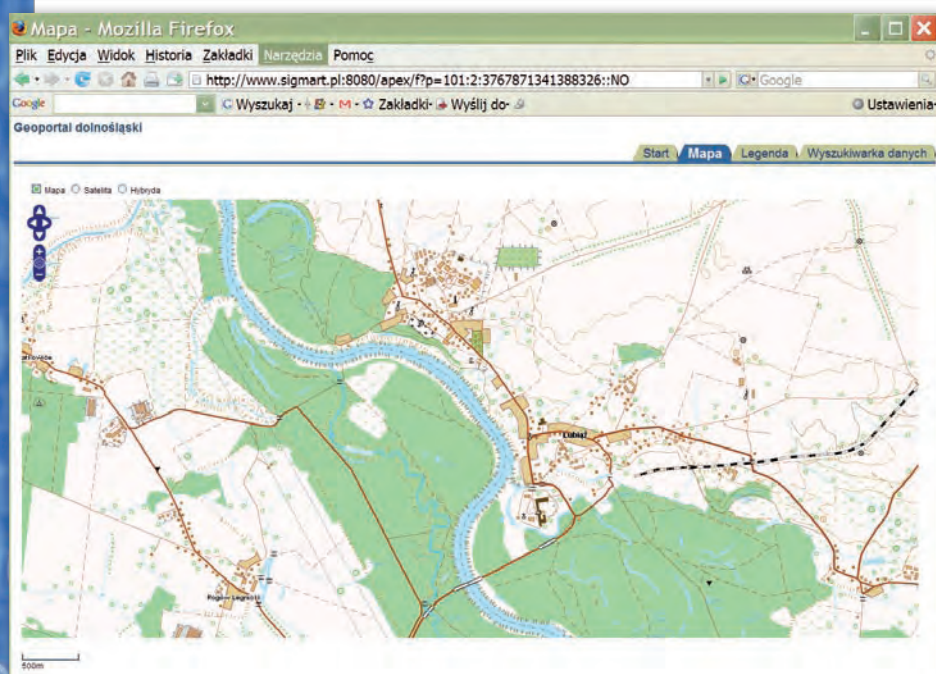 Mapa - Mozilla Firefox
Plik Edycja Widok Historia Zakładki Narzędzia Pomoc
http://www.sigmart.pl:8080/apex/f?p=101:2:3767871341388326::NO
Google
Google Wyszukaj Zakładki Wyślij do Ustawienia
Geoportal dolnośląski
Start Mapa Legenda Wyszukiwarka danych
Mapa Satelita Hybryda
Lubiąż
500m